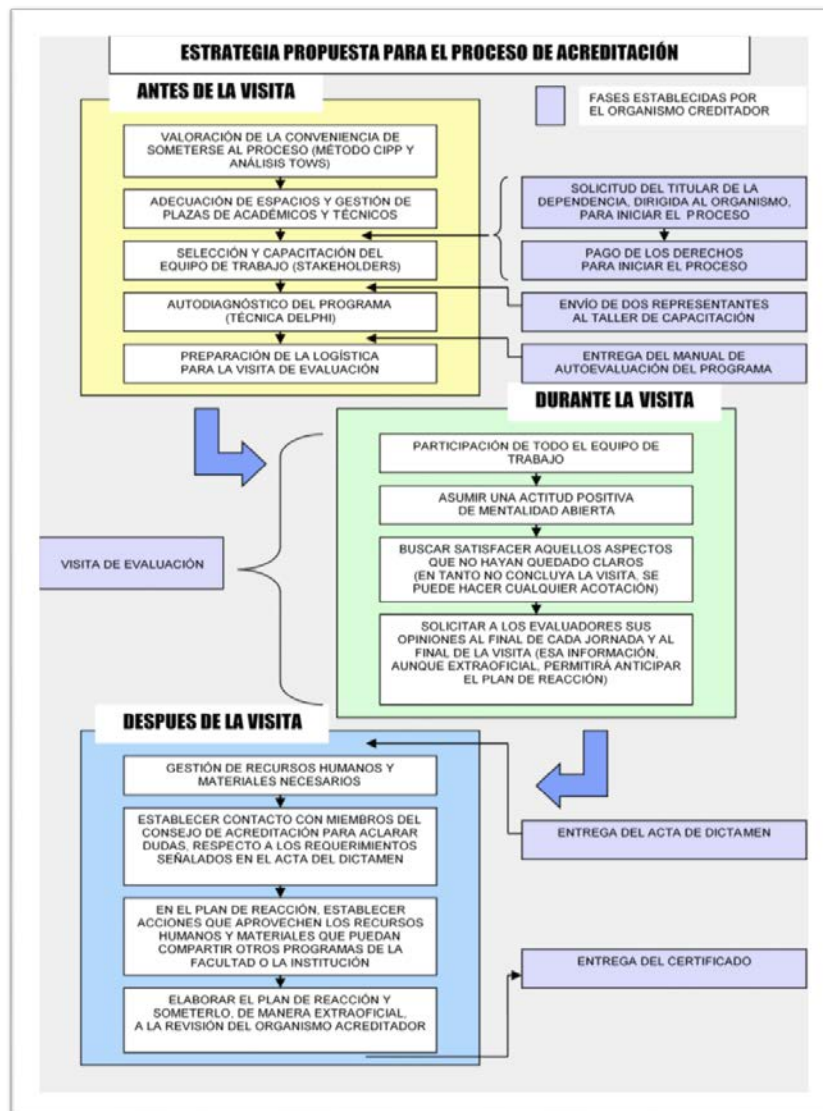 ESTRATEGIA PROPUESTA PARA EL PROCESO DE ACREDITACIÓN
ANTES DE LA VISITA
FASES ESTABLECIDAS POR
EL ORGANISMO CREDITADOR
VALORACIÓN DE LA CONVENIENCIA DE
SOMETERSE AL PROCESO (MÉTODO CIPP Y
ANÁLISIS TOWS)
ADECUACIÓN DE ESPACIOS Y GESTIÓN DE
PLAZAS DE ACADÉMICOS Y TÉCNICOS
SELECCIÓN Y CAPACITACIÓN DEL
EQUIPO DE TRABAJO (STAKEHOLDERS)
AUTODIAGNÓSTICO DEL PROGRAMA
(TÉCNICA DELPHI)
PREPARACIÓN DE LA LOGÍSTICA
PARA LA VISITA DE EVALUACIÓN
SOLICITUD DEL TITULAR DE LA
DEPENDENCIA, DIRIGIDA AL ORGANISMO,
PARA INICIAR EL PROCESO
PAGO DE LOS DERECHOS
PARA INICIAR EL PROCESO
ENVÍO DE DOS REPRESENTANTES
AL TALLER DE CAPACITACIÓN
ENTREGA DEL MANUAL DE
AUTOEVALUACIÓN DEL PROGRAMA
DURANTE LA VISITA
PARTICIPACIÓN DE TODO EL EQUIPO DE
TRABAJO
ASUMIR UNA ACTITUD POSITIVA
DE MENTALIDAD ABIERTA
BUSCAR SATISFACER AQUELLOS ASPECTOS
QUE NO HAYAN QUEDADO CLAROS
(EN TANTO NO CONCLUYA LA VISITA, SE
PUEDE HACER CUALQUIER ACOTACIÓN)
SOLICITAR A LOS EVALUADORES SUS
OPINIONES AL FINAL DE CADA JORNADA Y AL
FINAL DE LA VISITA (ESA INFORMACIÓN,
AUNQUE EXTRAOFICIAL, PERMITIRÁ ANTICIPAR
EL PLAN DE REACCIÓN)
VISITA DE EVALUACIÓN
DESPUES DE LA VISITA
GESTIÓN DE RECURSOS HUMANOS Y
MATERIALES NECESARIOS
ESTABLECER CONTACTO CON MIEMBROS DEL
CONSEJO DE ACREDITACIÓN PARA ACLARAR
DUDAS, RESPECTO A LOS REQUERIMIENTOS
SEÑALADOS EN EL ACTA DEL DICTAMEN
EN EL PLAN DE REACCIÓN, ESTABLECER
ACCIONES QUE APROVECHEN LOS RECURSOS
HUMANOS Y MATERIALES QUE PUEDAN
COMPARTIR OTROS PROGRAMAS DE LA
FACULTAD O LA INSTITUCIÓN
ELABORAR EL PLAN DE REACCIÓN Y
SOMETERLO, DE MANERA EXTRAOFICIAL,
A LA REVISIÓN DEL ORGANISMO ACREDITADOR
ENTREGA DEL ACTA DE DICTAMEN
ENTREGA DEL CERTIFICADO